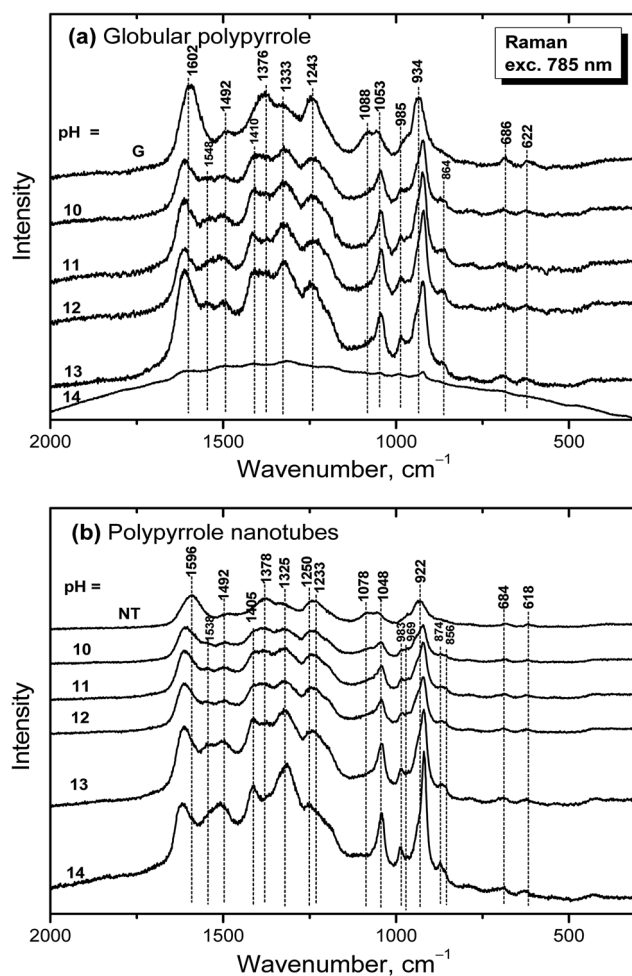 (a) Globular polypyrrole
Raman
exc. 785 nm
1602
1492
1376
1333
1243
1088
1053
985
934
686
622
1548
1410
864
pH =
G
10
11
12
13
14
Intensity
2000 1500 1000 500
Wavenumber, cm⁻¹
(b) Polypyrrole nanotubes
1596
1492
1378
1325
1250
1233
1078
1048
922
684
618
1538
1405
983
969
874
856
pH =
NT
10
11
12
13
14
Intensity
2000 1500 1000 500
Wavenumber, cm⁻¹